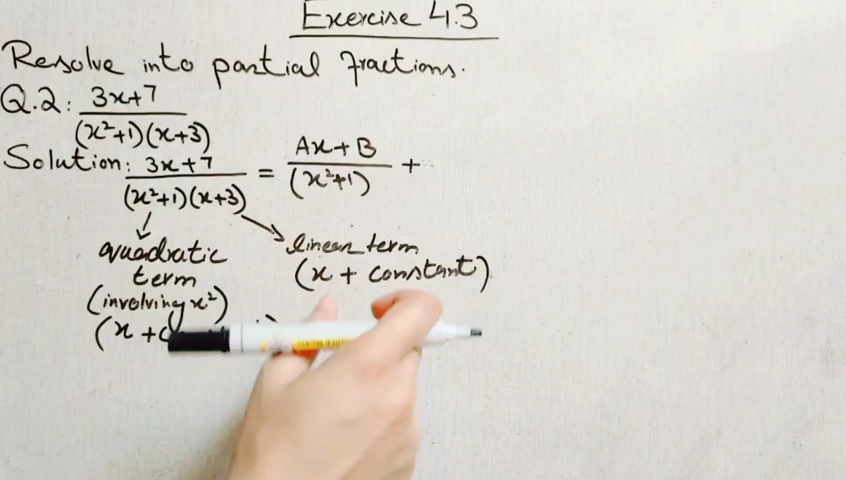 Exercise 4.3
Resolve into partial fractions.
Q.2: 3x+7 / (x²+1)(x+3)
Solution: 3x+7 / (x²+1)(x+3) = Ax+B / (x²+1) +
quadratic term (involving x²)
linear term (x + constant)
(x +